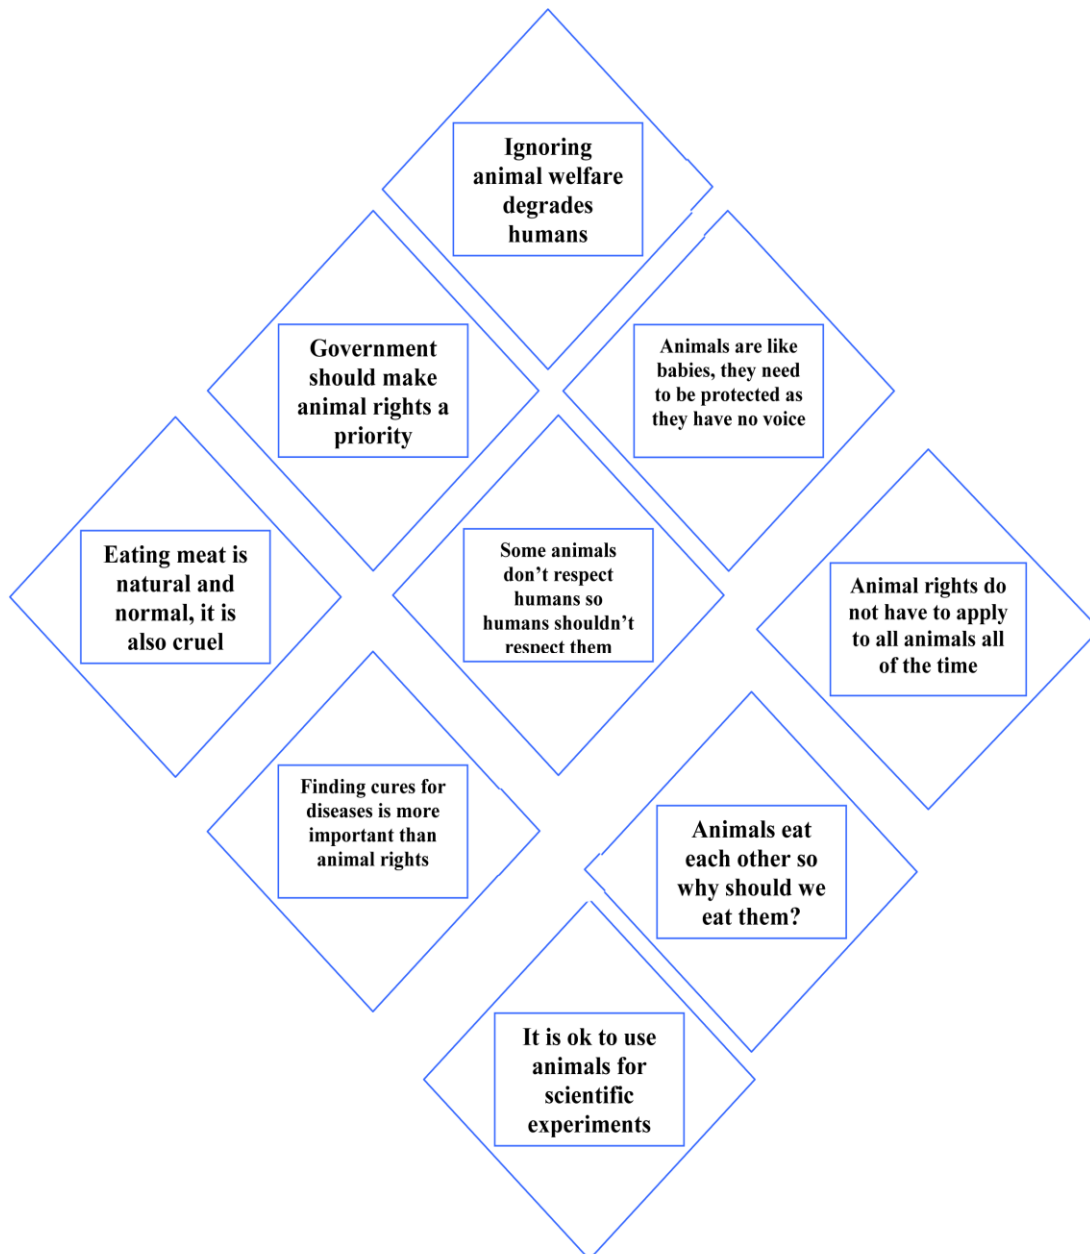 Ignoring
animal welfare
degrades
humans
Government
should make
animal rights a
priority
Animals are like
babies, they need
to be protected as
they have no voice
Eating meat is
natural and
normal, it is
also cruel
Some animals
don’t respect
humans so
humans shouldn’t
respect them
Animal rights do
not have to apply
to all animals all
of the time
Finding cures for
diseases is more
important than
animal rights
Animals eat
each other so
why should we
eat them?
It is ok to use
animals for
scientific
experiments